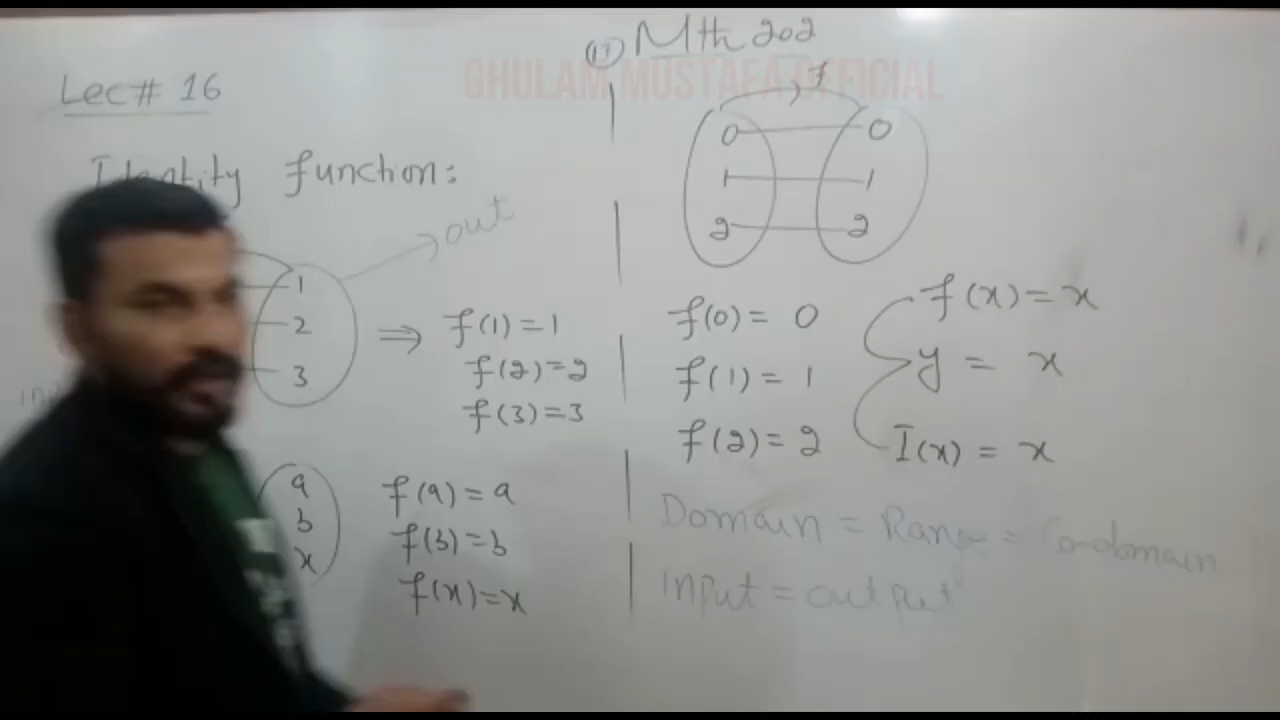 (17) Mth 202
GHULAM MUSTAFA OFFICIAL
Lec# 16
Identity function:
out
1
2
3
⇒ f(1)=1
f(2)=2
f(3)=3
a
b
x
f(a)=a
f(b)=b
f(x)=x
f
0 0
1 1
2 2
f(0)= 0
f(1)= 1
f(2)= 2
f(x)=x
y = x
I(x) = x
Domain = Range = Co-domain
Input = output